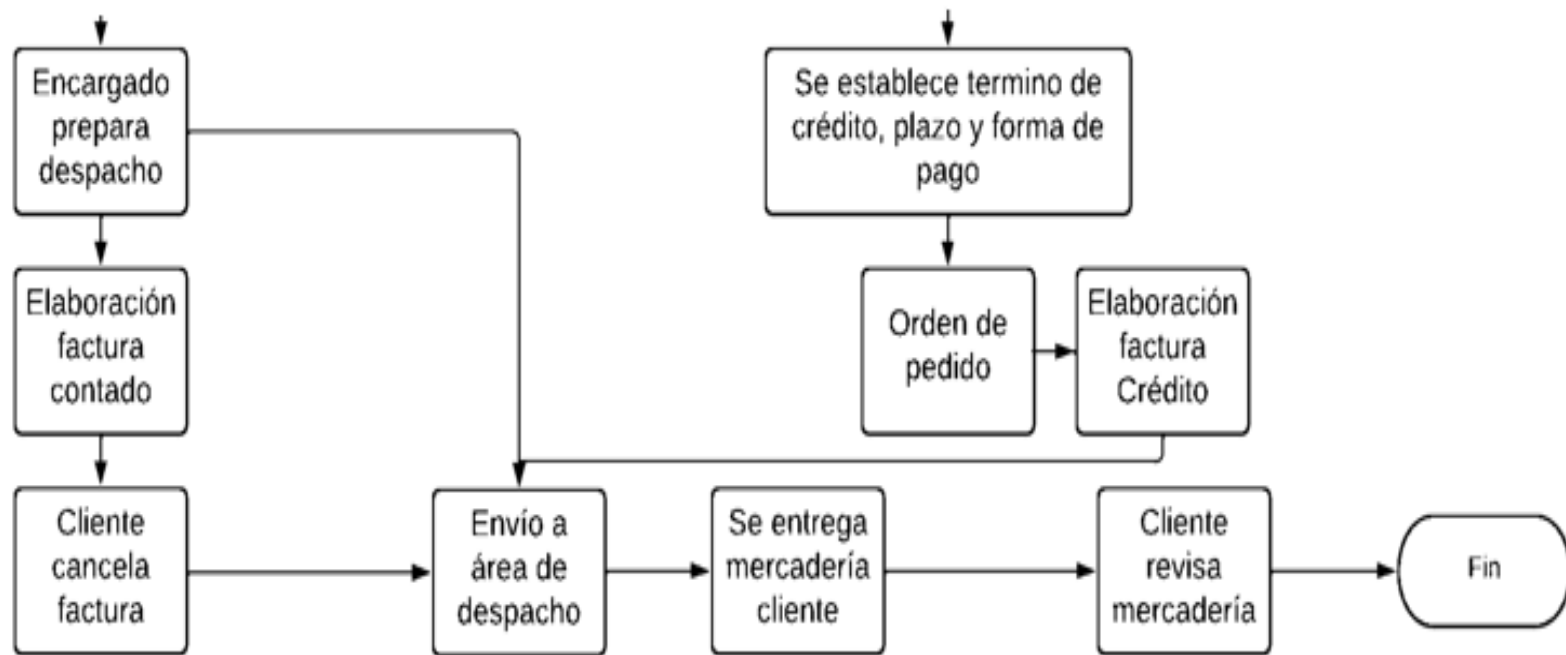 Encargado
prepara
despacho
Se establece termino de
crédito, plazo y forma de
pago
Elaboración
factura
contado
Orden de
pedido
Elaboración
factura
Crédito
Cliente
cancela
factura
Envío a
área de
despacho
Se entrega
mercadería
cliente
Cliente
revisa
mercadería
Fin